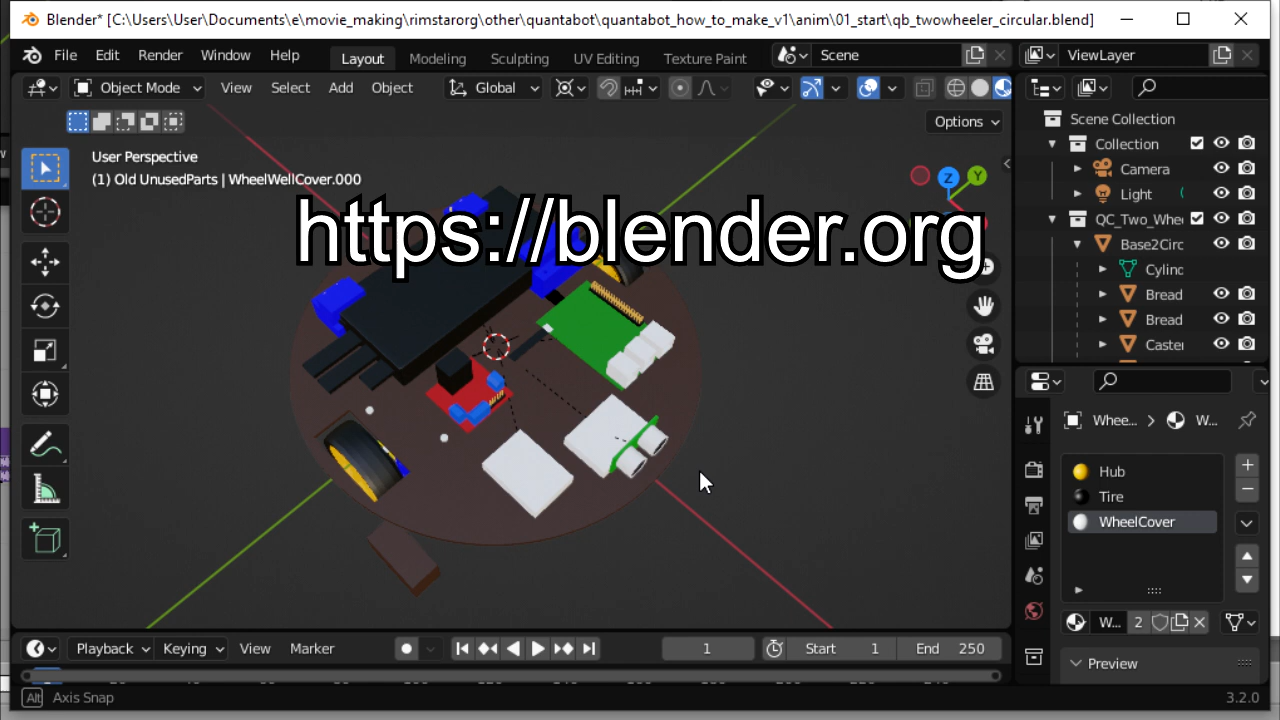 Blender* [C:\Users\User\Documents\e\movie_making\rimstarorg\other\quantabot\quantabot_how_to_make_v1\anim\01_start\qb_twowheeler_circular.blend]
File Edit Render Window Help Layout Modeling Sculpting UV Editing Texture Paint Scene ViewLayer
Object Mode View Select Add Object Global
Options
User Perspective
(1) Old UnusedParts | WheelWellCover.000
https://blender.org
Z
Y
Scene Collection
Collection
Camera
Light
QC_Two_Whe
Base2Circ
Cylinc
Bread
Bread
Caster
Whee...
W...
Hub
Tire
WheelCover
W... 2
Preview
Playback Keying View Marker 1 Start 1 End 250
Alt Axis Snap
3.2.0